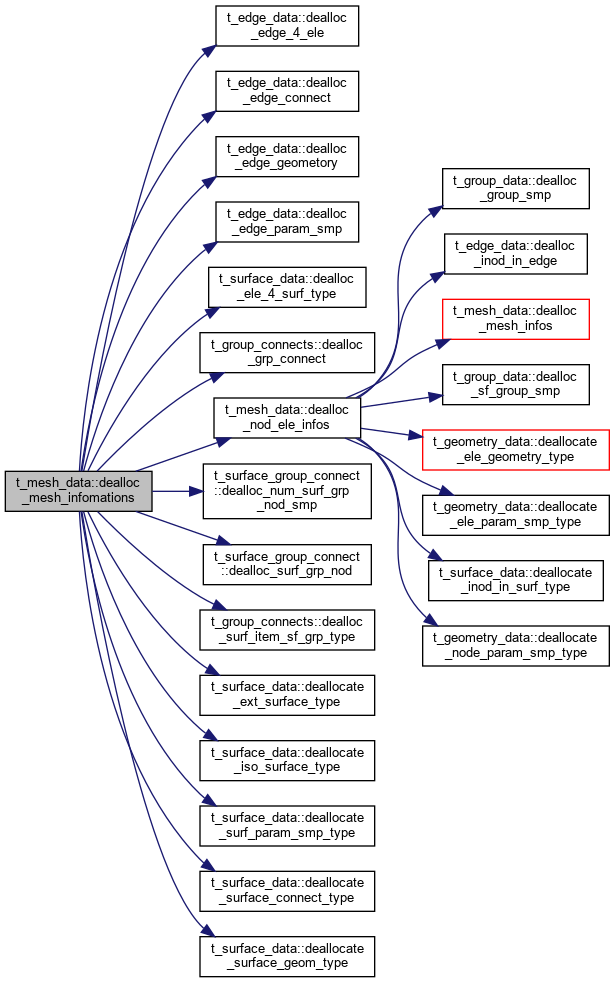 t_mesh_data::dealloc
_mesh_infomations
t_edge_data::dealloc
_edge_4_ele
t_edge_data::dealloc
_edge_connect
t_edge_data::dealloc
_edge_geometory
t_edge_data::dealloc
_edge_param_smp
t_surface_data::dealloc
_ele_4_surf_type
t_group_connects::dealloc
_grp_connect
t_mesh_data::dealloc
_nod_ele_infos
t_surface_group_connect
::dealloc_num_surf_grp
_nod_smp
t_surface_group_connect
::dealloc_surf_grp_nod
t_group_connects::dealloc
_surf_item_sf_grp_type
t_surface_data::deallocate
_ext_surface_type
t_surface_data::deallocate
_iso_surface_type
t_surface_data::deallocate
_surf_param_smp_type
t_surface_data::deallocate
_surface_connect_type
t_surface_data::deallocate
_surface_geom_type
t_group_data::dealloc
_group_smp
t_edge_data::dealloc
_inod_in_edge
t_mesh_data::dealloc
_mesh_infos
t_group_data::dealloc
_sf_group_smp
t_geometry_data::deallocate
_ele_geometry_type
t_geometry_data::deallocate
_ele_param_smp_type
t_surface_data::deallocate
_inod_in_surf_type
t_geometry_data::deallocate
_node_param_smp_type